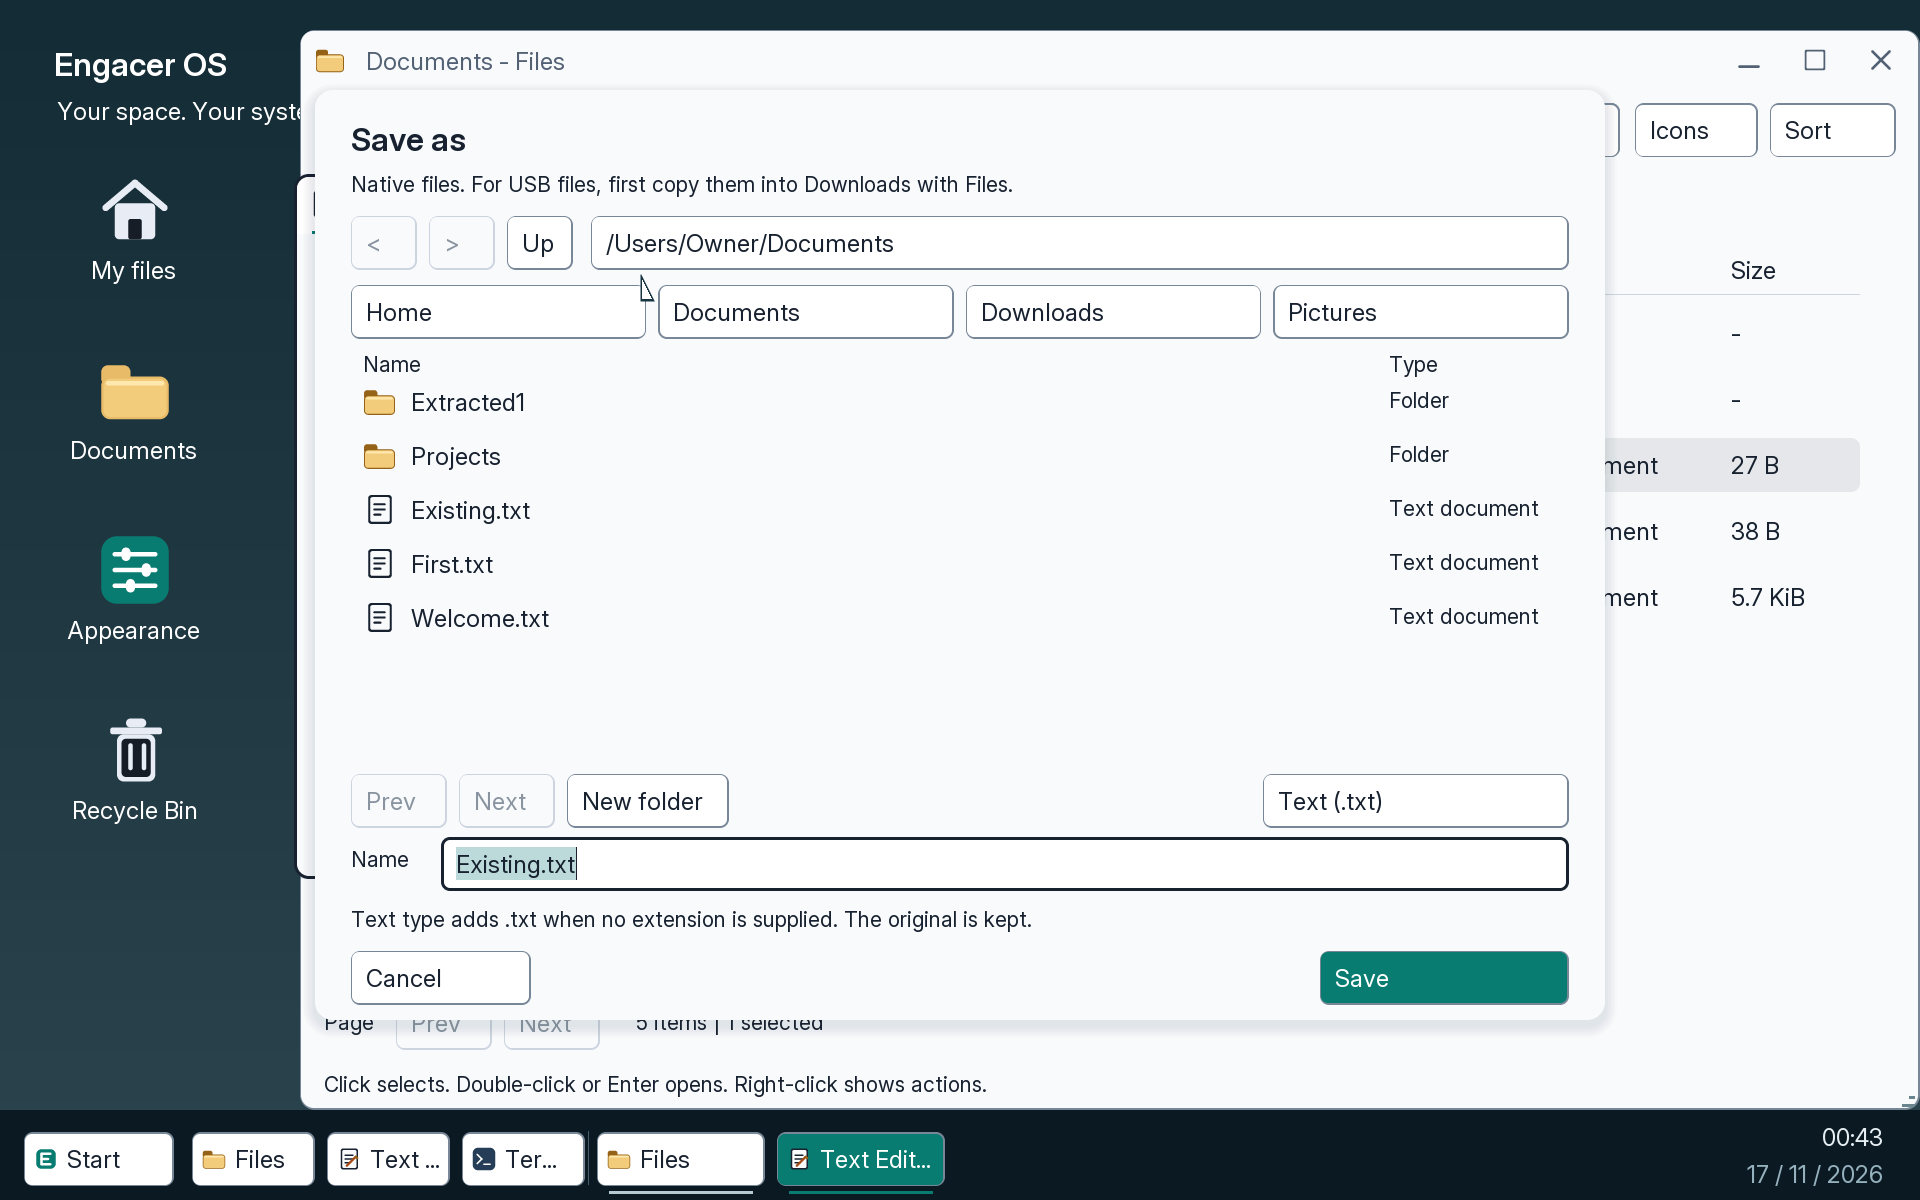 Engacer OS
Your space. Your syste
My files
Documents
Appearance
Recycle Bin
Documents - Files
Icons
Sort
Size
-
-
ment 27 B
ment 38 B
ment 5.7 KiB
Save as
Native files. For USB files, first copy them into Downloads with Files.
< > Up /Users/Owner/Documents
Home Documents Downloads Pictures
Name Type
Extracted1 Folder
Projects Folder
Existing.txt Text document
First.txt Text document
Welcome.txt Text document
Prev Next New folder Text (.txt)
Name Existing.txt
Text type adds .txt when no extension is supplied. The original is kept.
Cancel Save
Page Prev Next 5 items | 1 selected
Click selects. Double-click or Enter opens. Right-click shows actions.
E Start Files Text ... Ter... Files Text Edit...
00:43
17 / 11 / 2026